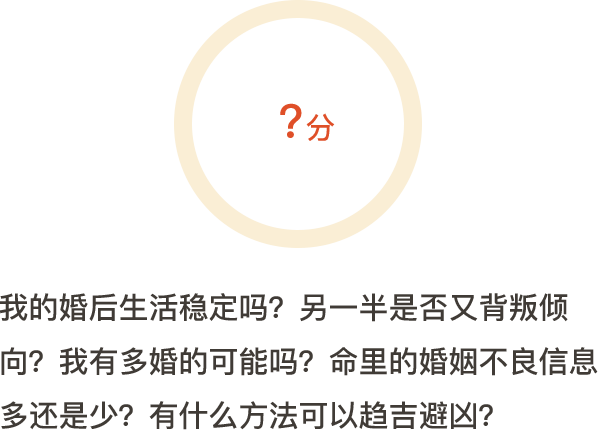 ?分
我的婚后生活稳定吗？另一半是否又背叛倾
向？我有多婚的可能吗？命里的婚姻不良信息
多还是少？有什么方法可以趋吉避凶？